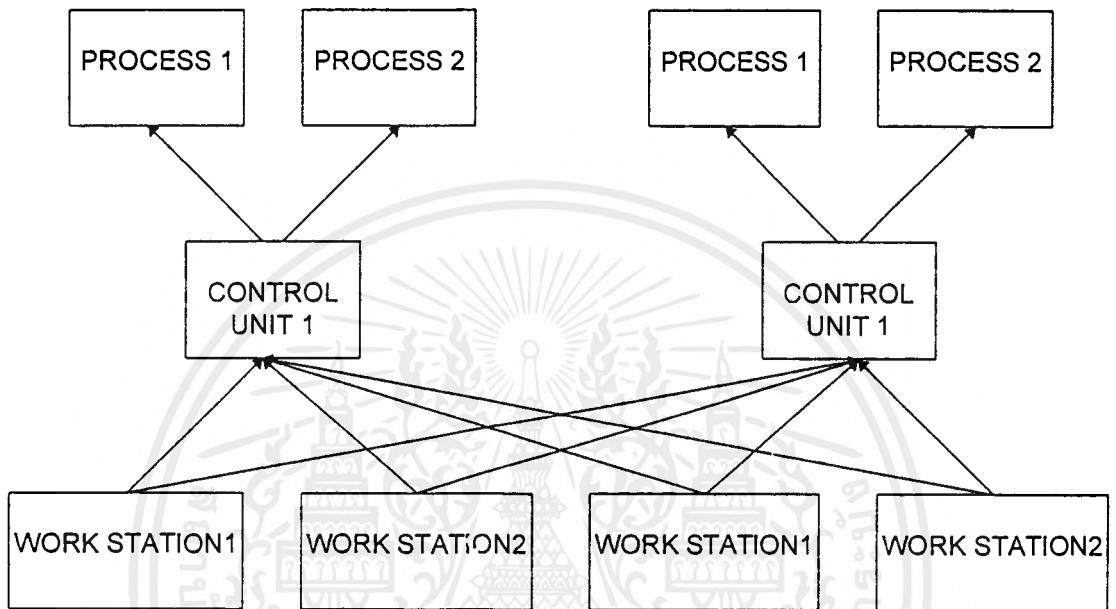 PROCESS 1
PROCESS 2
PROCESS 1
PROCESS 2
CONTROL
UNIT 1
CONTROL
UNIT 1
WORK STATION1
WORK STATION2
WORK STATION1
WORK STATION2